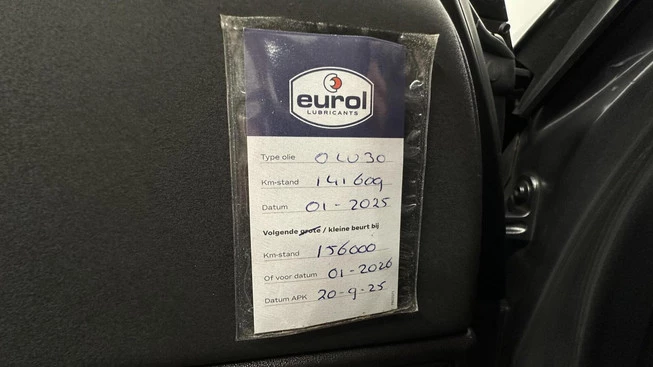 eurol
LUBRICANTS
Type olie 0W30
Km-stand 141609
Datum 01-2025
Volgende grote / kleine beurt bij
Km-stand 156000
Of voor datum 01-2026
Datum APK 20-9-25